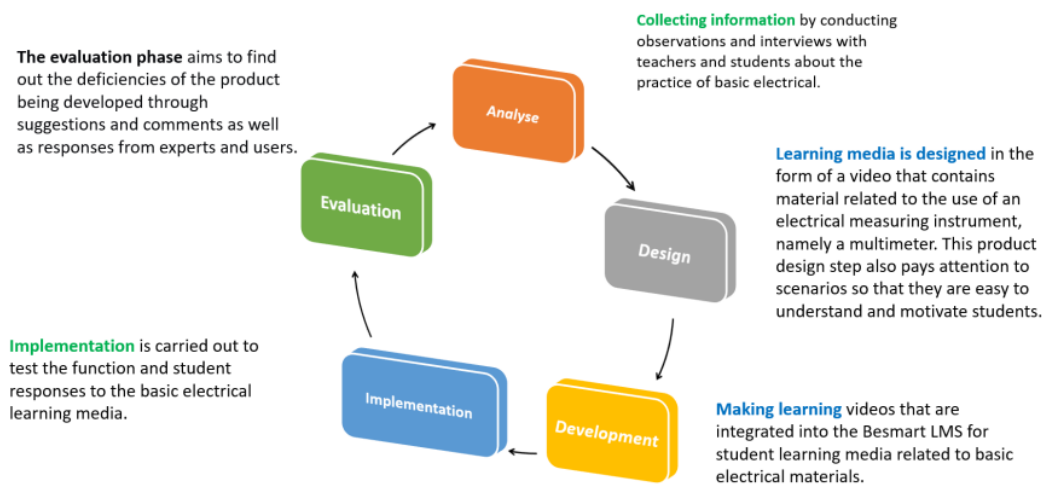 Collecting information by conducting
observations and interviews with
teachers and students about the
practice of basic electrical.
The evaluation phase aims to find
out the deficiencies of the product
being developed through
suggestions and comments as well
as responses from experts and users.
Analyse
Learning media is designed in the
form of a video that contains
material related to the use of an
electrical measuring instrument,
namely a multimeter. This product
design step also pays attention to
scenarios so that they are easy to
understand and motivate students.
Evaluation
Design
Implementation is carried out to
test the function and student
responses to the basic electrical
learning media.
Implementation
Development
Making learning videos that are
integrated into the Besmart LMS for
student learning media related to basic
electrical materials.